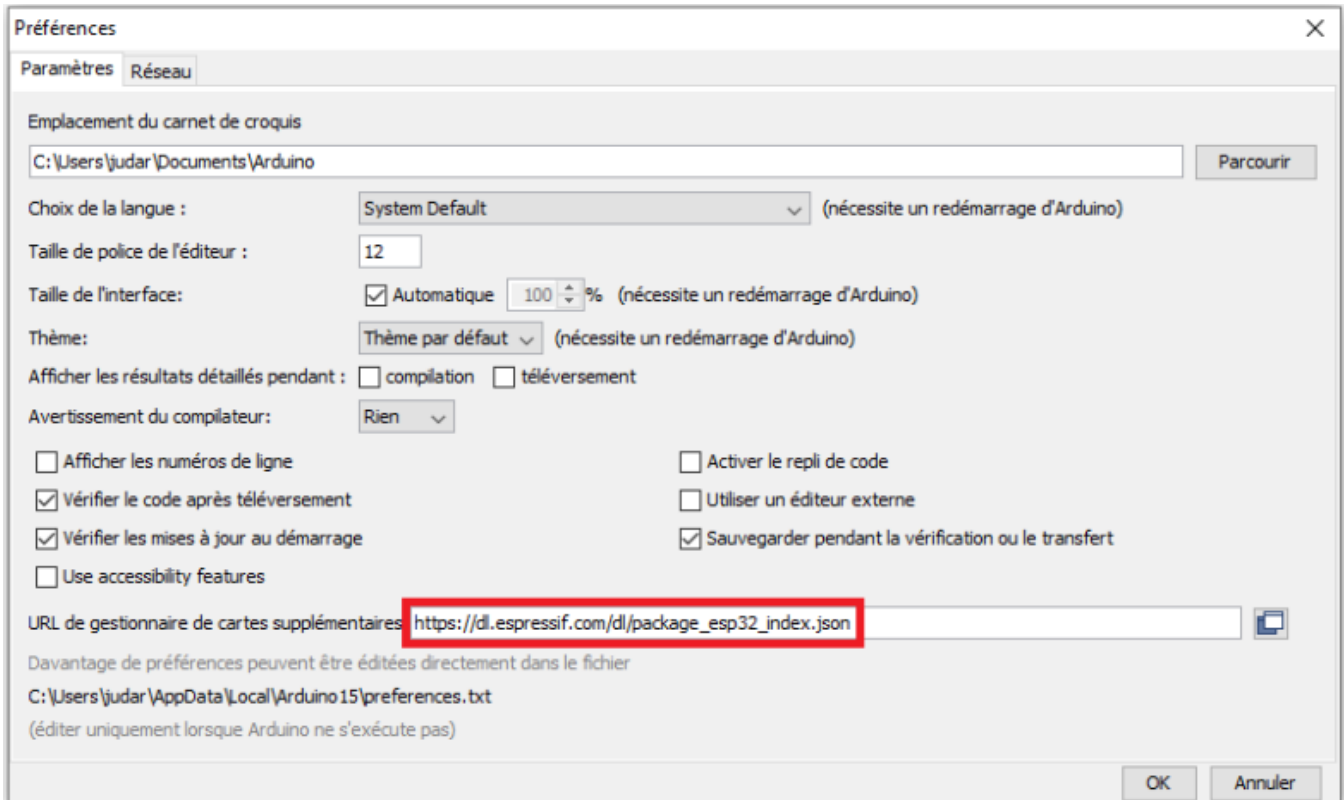 Préférences
Paramètres Réseau
Emplacement du carnet de croquis
C:\Users\judar\Documents\Arduino Parcourir
Choix de la langue : System Default (nécessite un redémarrage d'Arduino)
Taille de police de l'éditeur : 12
Taille de l'interface: Automatique 100 % (nécessite un redémarrage d'Arduino)
Thème: Thème par défaut (nécessite un redémarrage d'Arduino)
Afficher les résultats détaillés pendant : compilation téléversement
Avertissement du compilateur: Rien
Afficher les numéros de ligne Activer le repli de code
Vérifier le code après téléversement Utiliser un éditeur externe
Vérifier les mises à jour au démarrage Sauvegarder pendant la vérification ou le transfert
Use accessibility features
URL de gestionnaire de cartes supplémentaires https://dl.espressif.com/dl/package_esp32_index.json
Davantage de préférences peuvent être éditées directement dans le fichier
C:\Users\judar\AppData\Local\Arduino15\preferences.txt
(éditer uniquement lorsque Arduino ne s'exécute pas)
OK Annuler